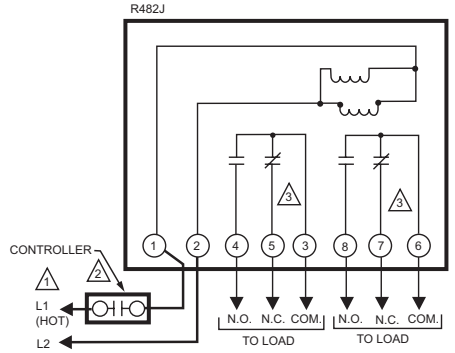 R482J
3
3
1
2
4
5
3
8
7
6
CONTROLLER
1
2
L1
(HOT)
L2
N.O. N.C. COM. N.O. N.C. COM.
TO LOAD
TO LOAD